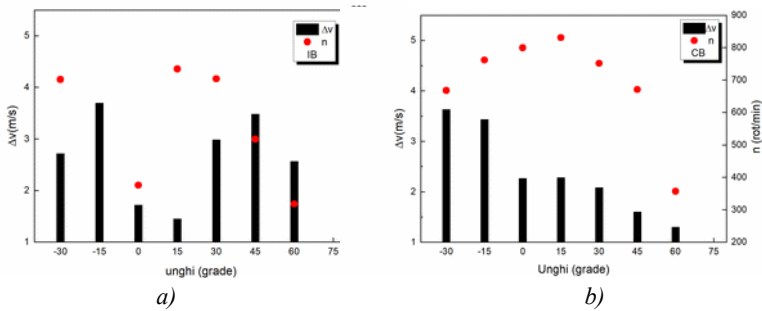 5
4
3
2
1
Δv(m/s)
Δv
n
IB
-30 -15 0 15 30 45 60 75
unghi (grade)
a)
5
4
3
2
1
Δv(m/s)
Δv
n
CB
900
800
700
600
500
400
300
200
n (rot/min)
-30 -15 0 15 30 45 60 75
Unghi (grade)
b)